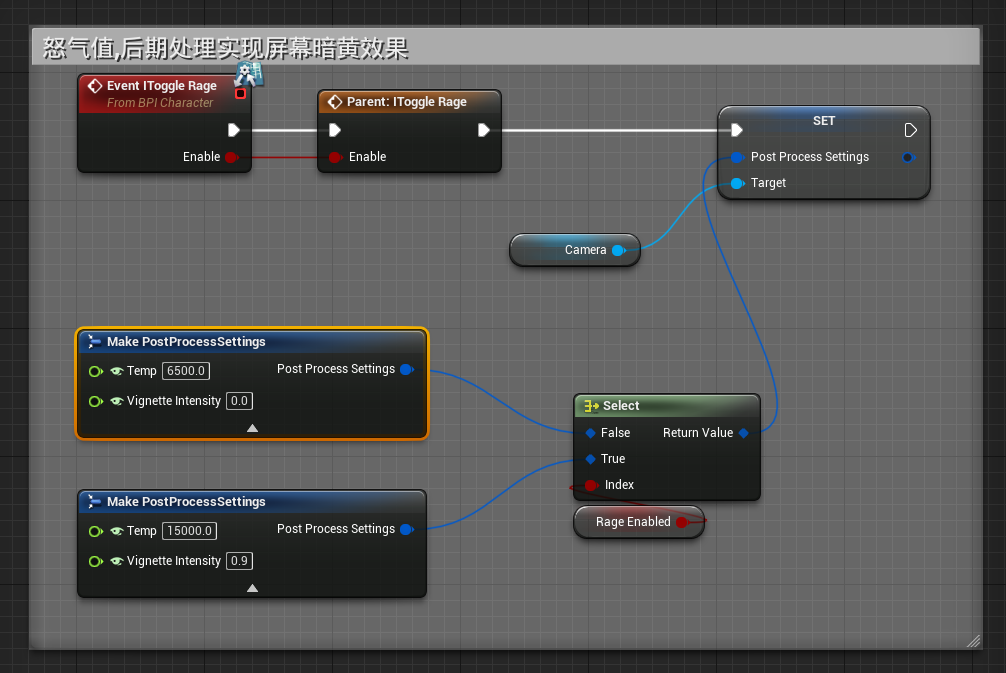 怒气值,后期处理实现屏幕暗黄效果
Event IToggle Rage
From BPI Character
Enable
Parent: IToggle Rage
Enable
SET
Post Process Settings
Target
Camera
Make PostProcessSettings
Temp 6500.0
Post Process Settings
Vignette Intensity 0.0
Select
False
Return Value
True
Index
Rage Enabled
Make PostProcessSettings
Temp 15000.0
Post Process Settings
Vignette Intensity 0.9